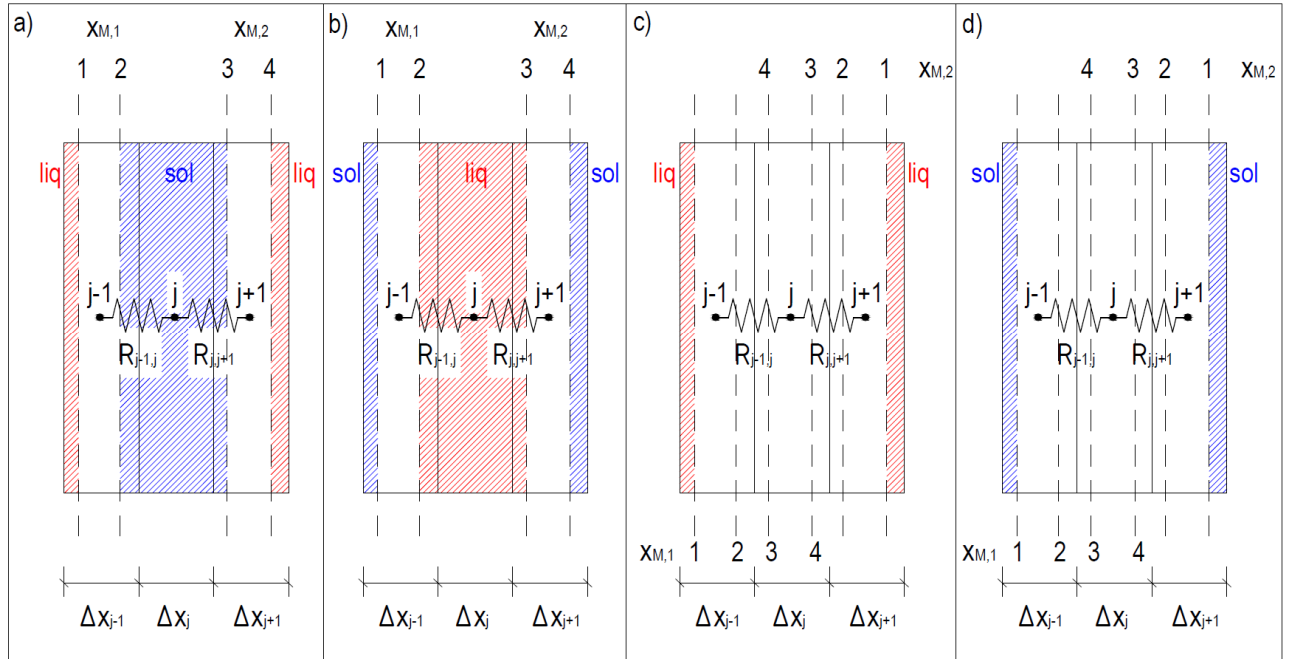 a)
xM,1 xM,2
1 2 3 4
liq sol liq
j-1 j j+1
Rj-1,j Rj,j+1
Δxj-1 Δxj Δxj+1
b)
xM,1 xM,2
1 2 3 4
sol liq sol
j-1 j j+1
Rj-1,j Rj,j+1
Δxj-1 Δxj Δxj+1
c)
4 3 2 1 xM,2
liq liq
j-1 j j+1
Rj-1,j Rj,j+1
xM,1 1 2 3 4
Δxj-1 Δxj Δxj+1
d)
4 3 2 1 xM,2
sol sol
j-1 j j+1
Rj-1,j Rj,j+1
xM,1 1 2 3 4
Δxj-1 Δxj Δxj+1